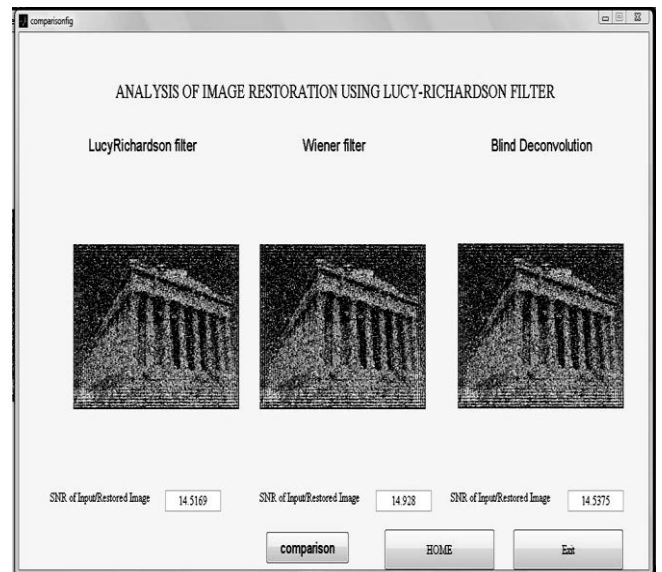 comparisonfig
ANALYSIS OF IMAGE RESTORATION USING LUCY-RICHARDSON FILTER
LucyRichardson filter Wiener filter Blind Deconvolution
SNR of Input/Restored Image 14.5169 SNR of Input/Restored Image 14.928 SNR of Input/Restored Image 14.5375
comparison HOME Exit